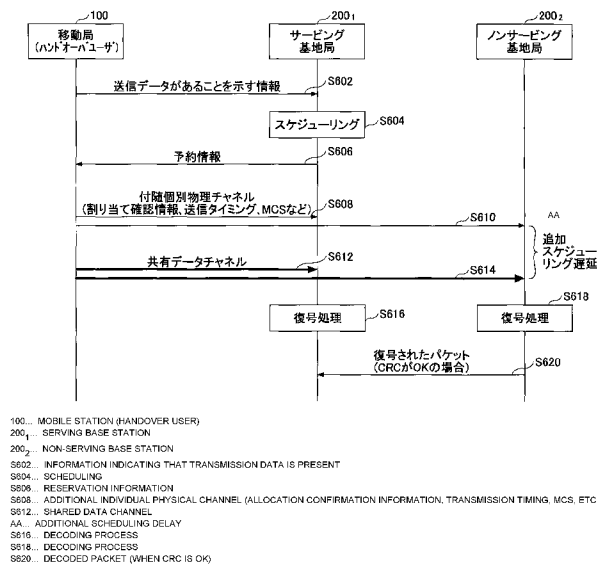 100
移動局
(ハンドオーバユーザ)
200₁
サービング
基地局
200₂
ノンサービング
基地局
送信データがあることを示す情報
S602
スケジューリング
S604
予約情報
S606
付随個別物理チャネル
(割り当て確認情報、送信タイミング、MCSなど)
S608
S610
AA
追加
スケジュー
リング遅延
共有データチャネル
S612
S614
復号処理
S616
復号処理
S618
復号されたパケット
(CRCがOKの場合)
S620
100... MOBILE STATION (HANDOVER USER)
200₁... SERVING BASE STATION
200₂... NON-SERVING BASE STATION
S602... INFORMATION INDICATING THAT TRANSMISSION DATA IS PRESENT
S604... SCHEDULING
S606... RESERVATION INFORMATION
S608... ADDITIONAL INDIVIDUAL PHYSICAL CHANNEL (ALLOCATION CONFIRMATION INFORMATION, TRANSMISSION TIMING, MCS, ETC
S612... SHARED DATA CHANNEL
AA... ADDITIONAL SCHEDULING DELAY
S616... DECODING PROCESS
S618... DECODING PROCESS
S620... DECODED PACKET (WHEN CRC IS OK)